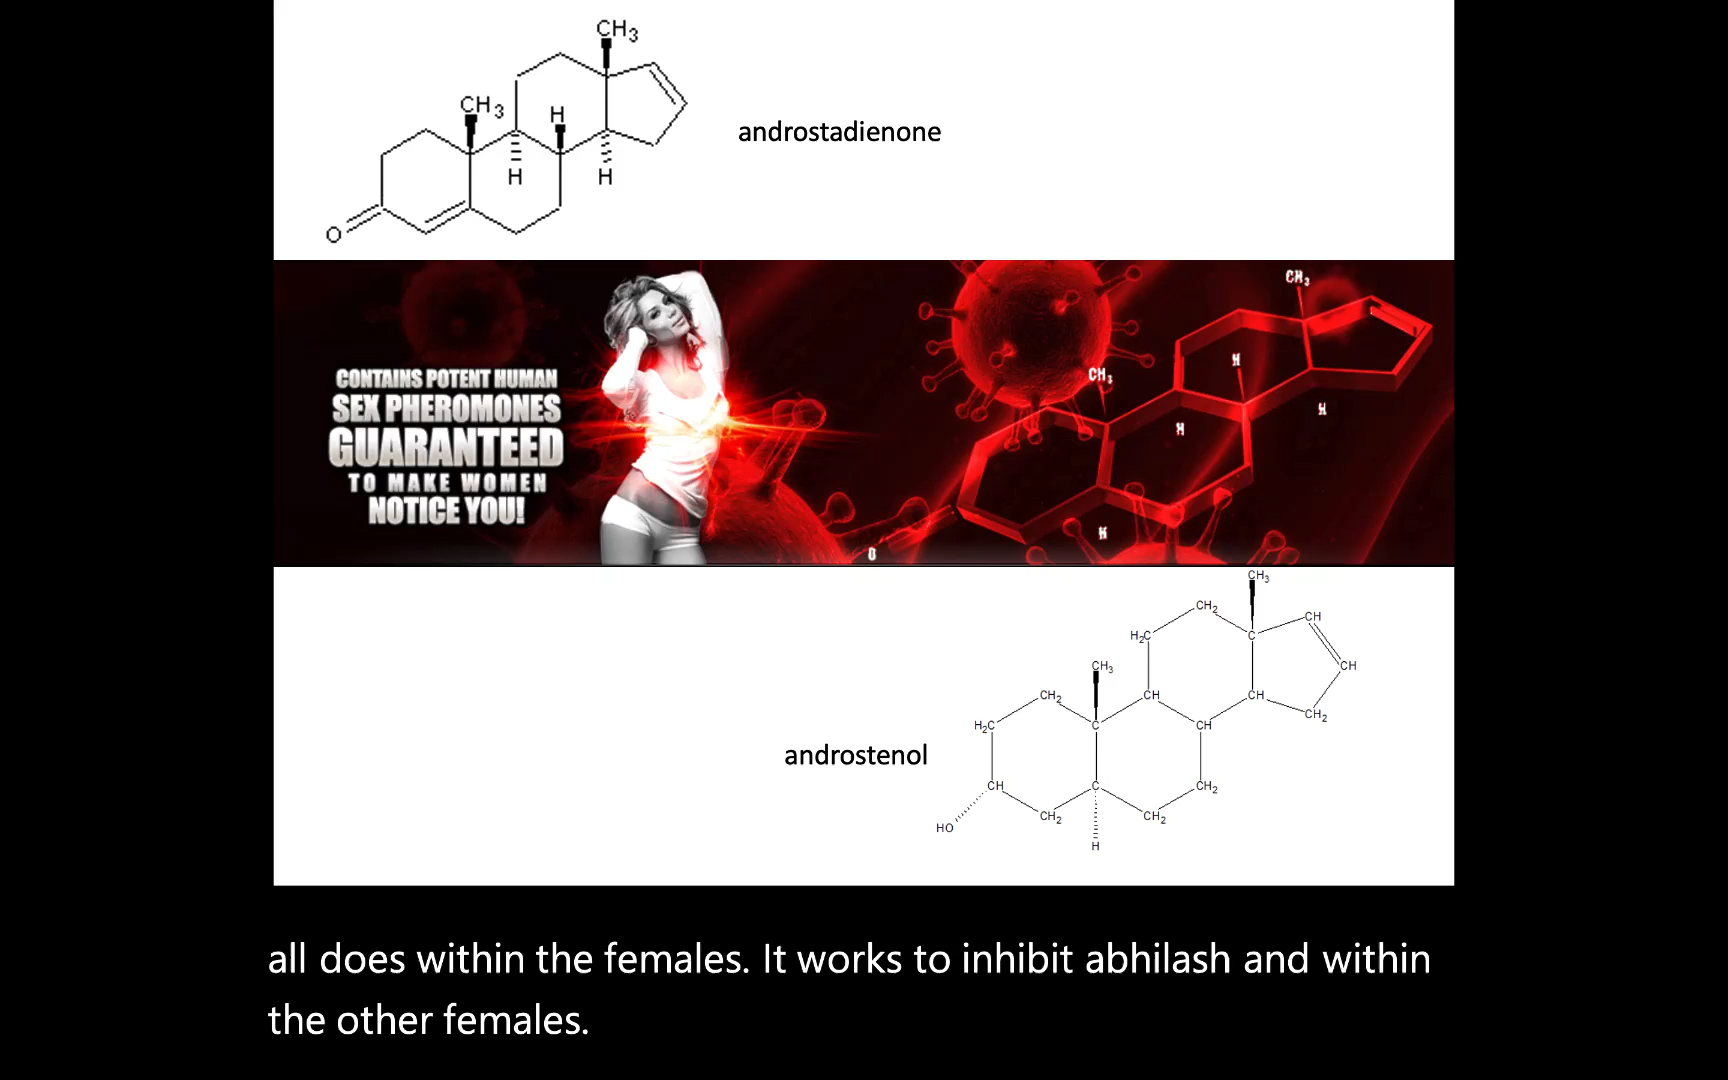 CH3
CH3
H
androstadienone
H
H
O
CH3
CONTAINS POTENT HUMAN
SEX PHEROMONES
GUARANTEED
TO MAKE WOMEN
NOTICE YOU!
H
CH3
H
H
H
O
CH3
CH2
CH
H2C
C
CH3
CH
CH2
CH
CH
H2C
C
CH
CH2
androstenol
CH
C
CH2
CH2
CH2
HO
H
all does within the females. It works to inhibit abhilash and within
the other females.